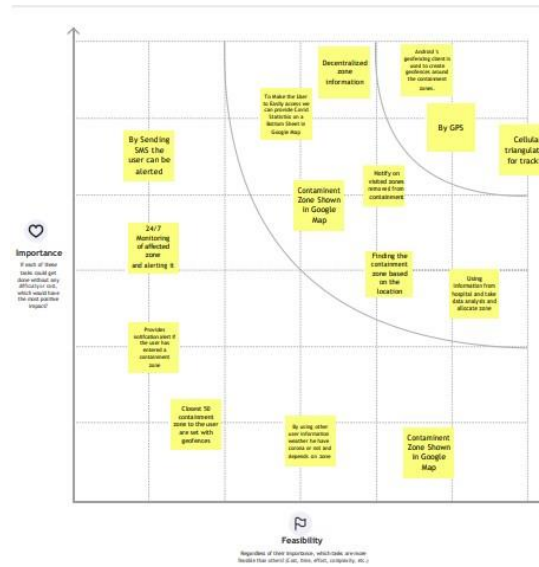 Decentralized
zone
information
Android's
geofencing client is
used to create
geofences around
the containment
zones.
To Make the User
to Easily access we
can provide Covid
Statistics on a
Bottom Sheet in
Google Map
By GPS
Cellula
triangulat
for track
By Sending
SMS the
user can be
alerted
Notify on
visited zones
removed from
containment
Contaminent
Zone Shown
in Google
Map
24/7
Monitoring
of affected
zone
and alerting it
Finding the
containment
zone based
on the
location
Using
information from
hospital and take
data analysis and
allocate zone
Importance
If each of these
tasks could get
done without any
difficulty or cost,
which would have
the most positive
impact?
Provides
notification alert if
the user has
entered a
containment
zone
Closest 50
containment
zone to the user
are set with
geofences
By using other
user information
weather he have
corona or not and
depends on zone
Contaminent
Zone Shown
in Google
Map
Feasibility
Regardless of their importance, which tasks are more
feasible than others? (Cost, time, effort, complexity, etc.)